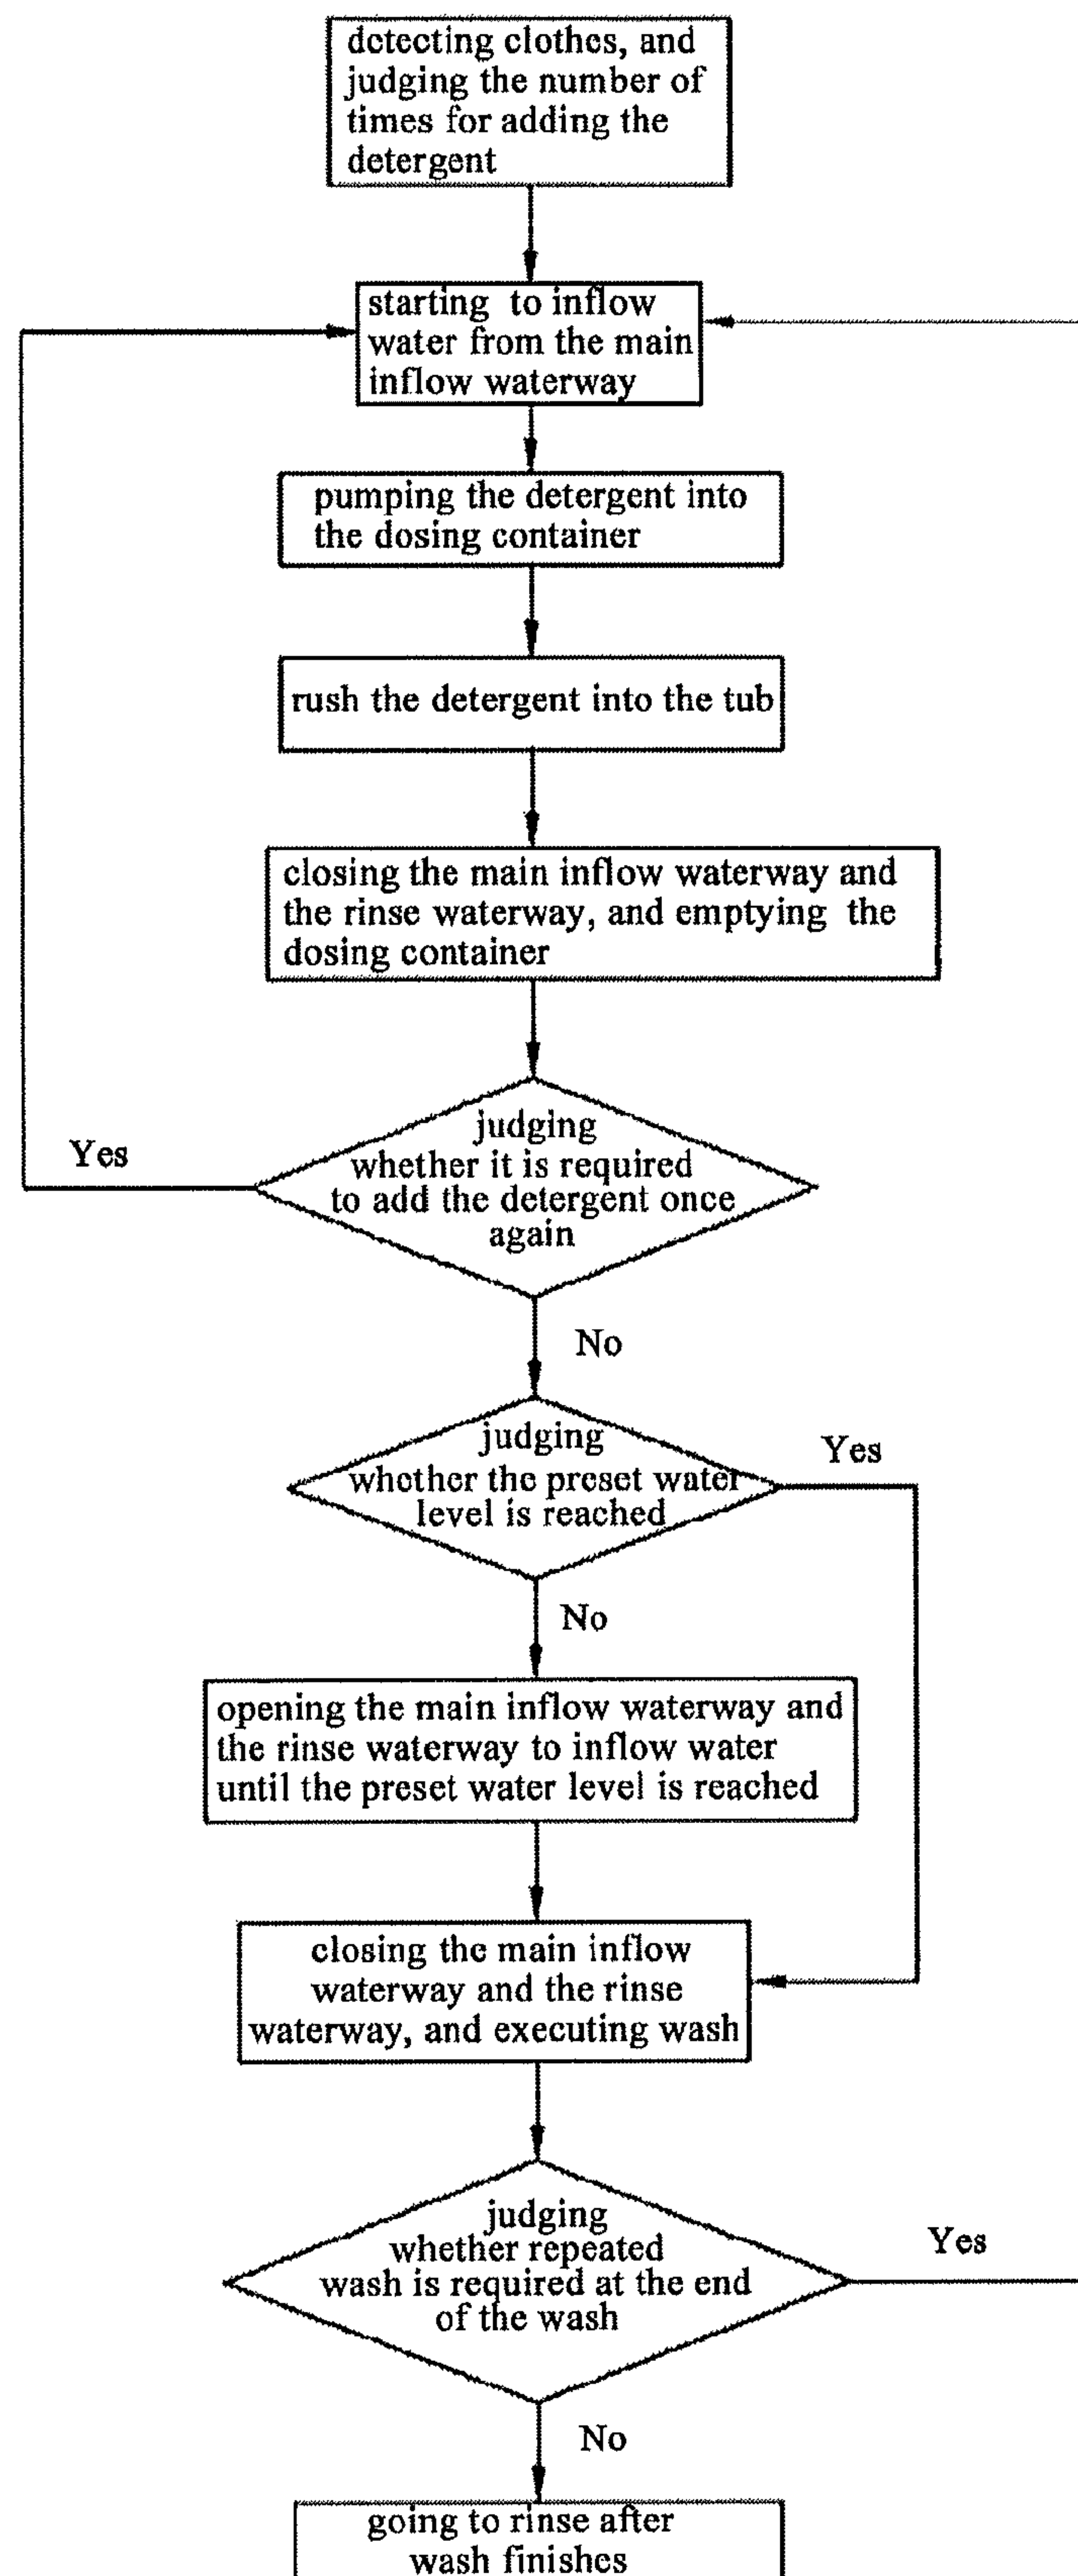 detecting clothes, and
judging the number of
times for adding the
detergent
starting to inflow
water from the main
inflow waterway
pumping the detergent into
the dosing container
rush the detergent into the tub
closing the main inflow waterway and
the rinse waterway, and emptying the
dosing container
judging
whether it is required
to add the detergent once
again
Yes
No
judging
whether the preset water
level is reached
Yes
No
opening the main inflow waterway and
the rinse waterway to inflow water
until the preset water level is reached
closing the main inflow
waterway and the rinse
waterway, and executing wash
judging
whether repeated
wash is required at the end
of the wash
Yes
No
going to rinse after
wash finishes